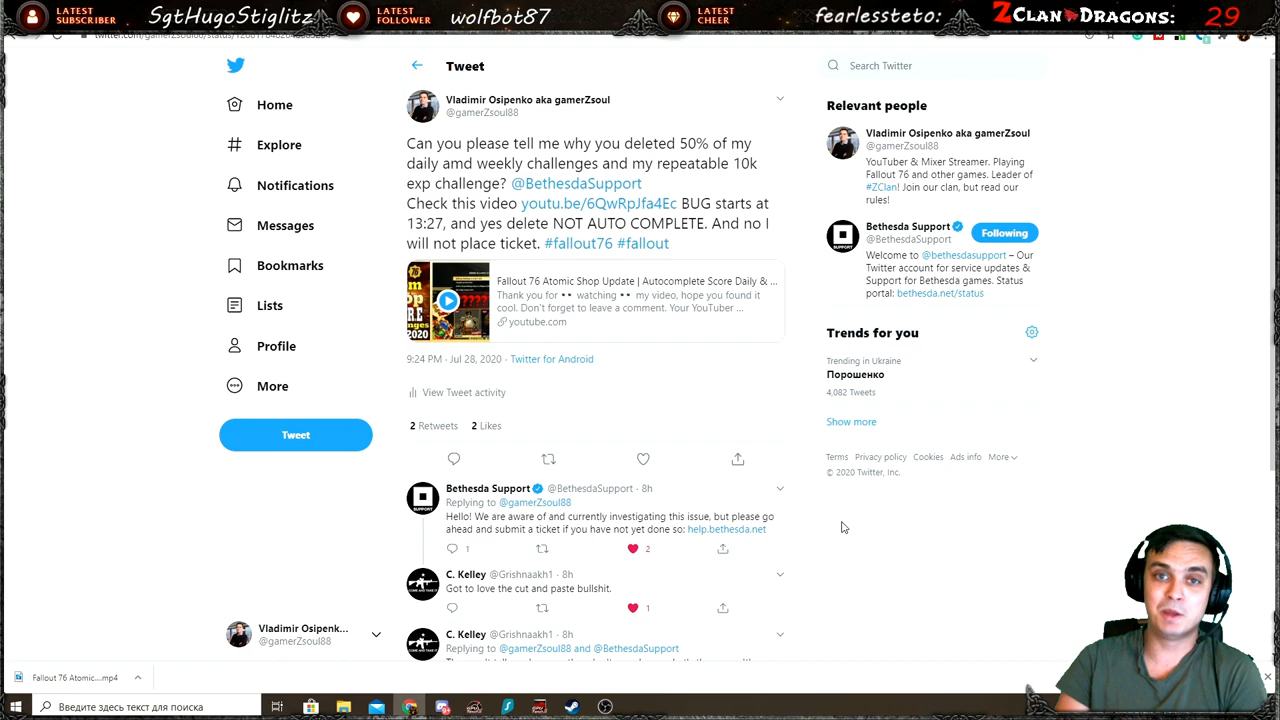 LATEST SUBSCRIBER SgtHugoStiglitz
LATEST FOLLOWER wolfbot87
LATEST CHEER fearlessteto:
Z CLAN DRAGONS: 29
Tweet
Search Twitter
Home
Explore
Notifications
Messages
Bookmarks
Lists
Profile
More
Tweet
Vladimir Osipenko aka gamerZsoul
@gamerZsoul88
Can you please tell me why you deleted 50% of my
daily amd weekly challenges and my repeatable 10k
exp challenge? @BethesdaSupport
Check this video youtu.be/6QwRpJfa4Ec BUG starts at
13:27, and yes delete NOT AUTO COMPLETE. And no I
will not place ticket. #fallout76 #fallout
Fallout 76 Atomic Shop Update | Autocomplete Score Daily & ...
Thank you for 👀 watching 👀 my video, hope you found it
cool. Don't forget to leave a comment. Your YouTuber ...
youtube.com
9:24 PM · Jul 28, 2020 · Twitter for Android
View Tweet activity
2 Retweets 2 Likes
Bethesda Support @BethesdaSupport · 8h
Replying to @gamerZsoul88
Hello! We are aware of and currently investigating this issue, but please go
ahead and submit a ticket if you have not yet done so: help.bethesda.net
1 2
C. Kelley @Grishnaakh1 · 8h
Got to love the cut and paste bullshit.
1
C. Kelley @Grishnaakh1 · 8h
Replying to @gamerZsoul88 and @BethesdaSupport
Relevant people
Vladimir Osipenko aka gamerZsoul
@gamerZsoul88
YouTuber & Mixer Streamer. Playing
Fallout 76 and other games. Leader of
#ZClan! Join our clan, but read our
rules!
Bethesda Support
@BethesdaSupport
Following
Welcome to @bethesdasupport – Our
Twitter account for service updates &
Support for Bethesda games. Status
portal: bethesda.net/status
Trends for you
Trending in Ukraine
Порошенко
4,082 Tweets
Show more
Terms Privacy policy Cookies Ads info More
© 2020 Twitter, Inc.
Vladimir Osipenk...
@gamerZsoul88
Fallout 76 Atomic....mp4
Введите здесь текст для поиска